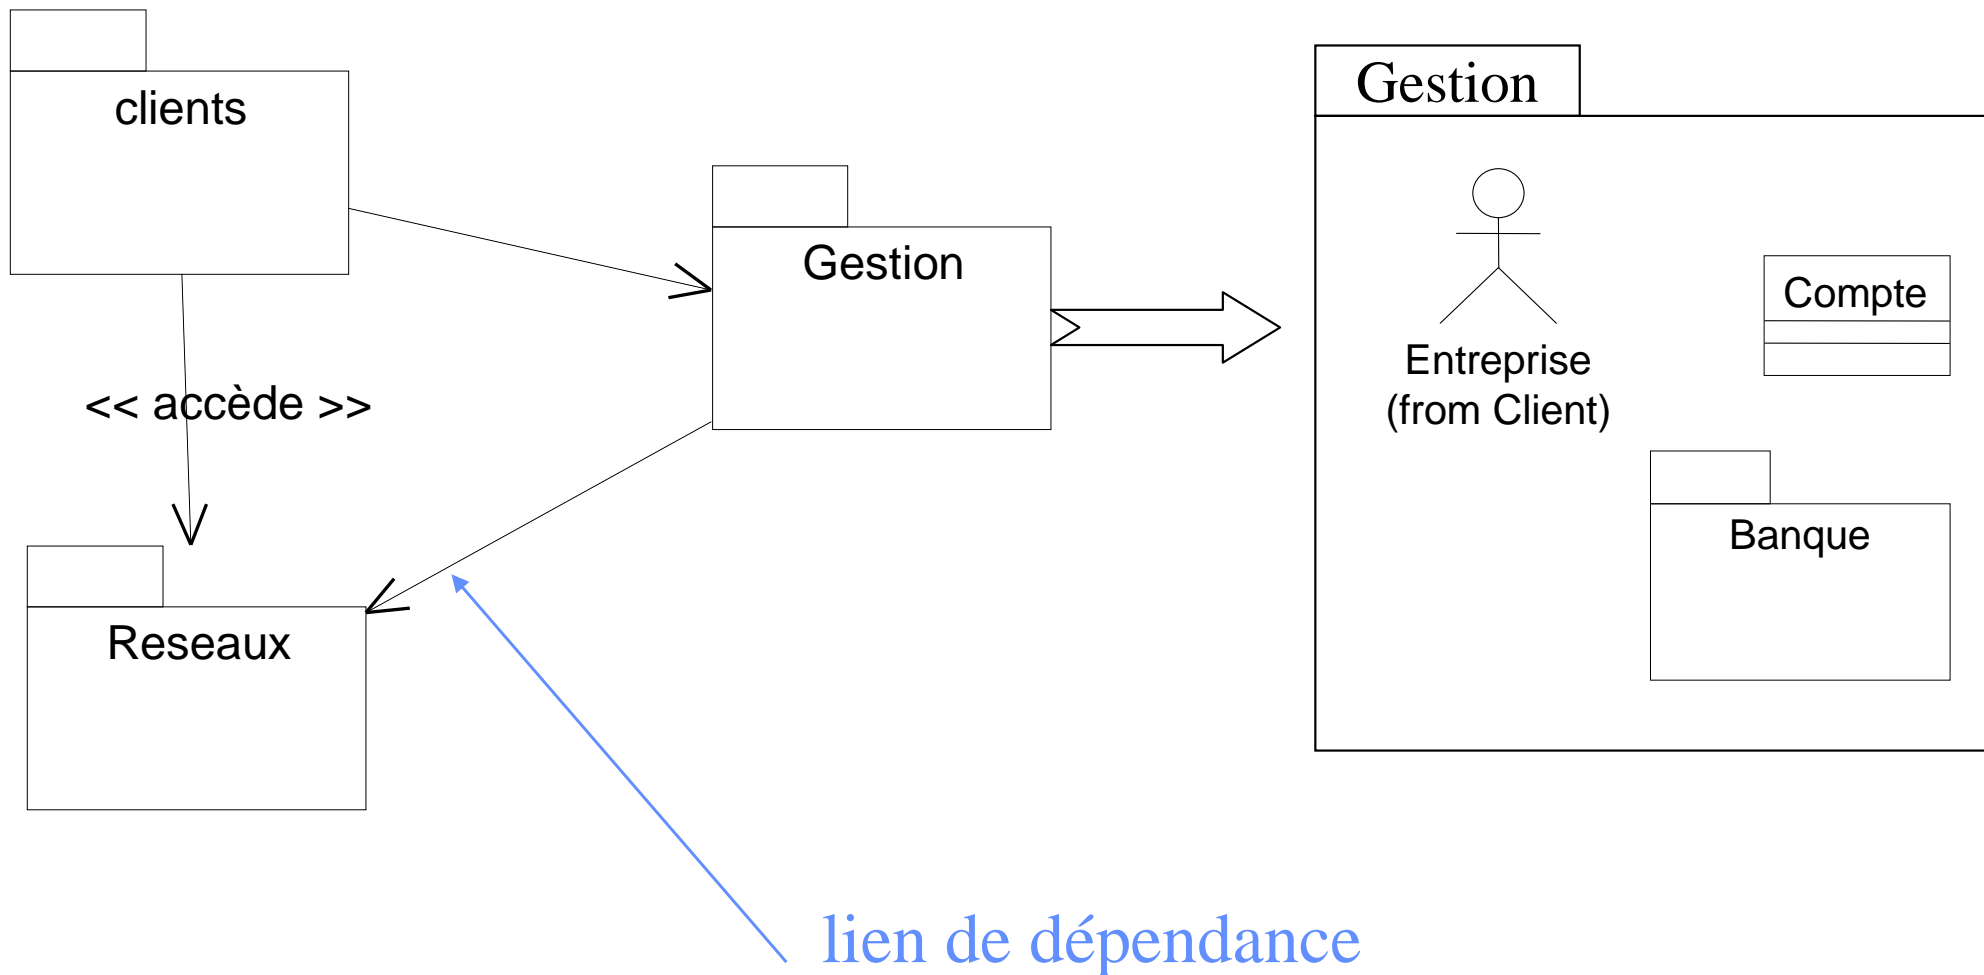 clients
Gestion
Gestion
Compte
Entreprise
(from Client)
<< accède >>
Banque
Reseaux
lien de dépendance